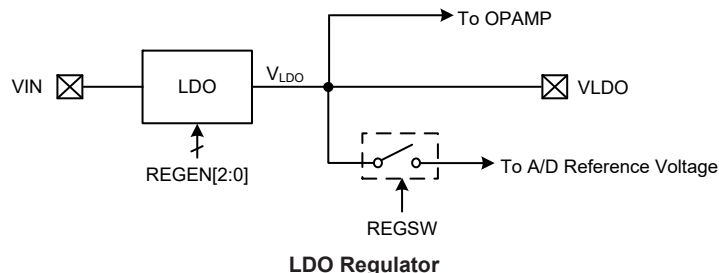 To OPAMP
VIN
LDO
VLDO
VLDO
REGEN[2:0]
To A/D Reference Voltage
REGSW
LDO Regulator